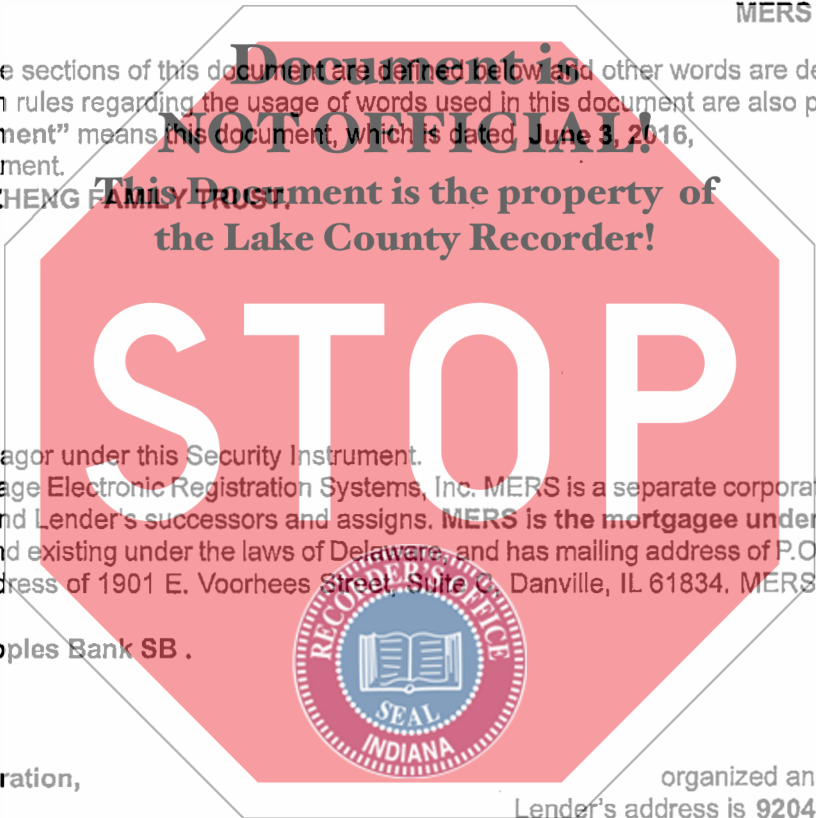 MERS
Document is
e sections of this document are defined below and other words are de
rules regarding the usage of words used in this document are also p
NOT OFFICIAL!
ment” means this document, which is dated June 3, 2016,
ment.
This Document is the property of
HENG FAMILY TRUST.
the Lake County Recorder!
STOP
agor under this Security Instrument.
age Electronic Registration Systems, Inc. MERS is a separate corporat
nd Lender's successors and assigns. MERS is the mortgagee under
nd existing under the laws of Delaware, and has mailing address of P.O
dress of 1901 E. Voorhees Street, Suite C, Danville, IL 61834. MERS
RECORDER'S OFFICE
oples Bank SB .
SEAL
INDIANA
ration,
organized an
Lender's address is 9204